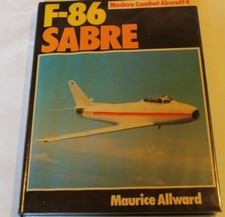 F-86
Modern Combat Aircraft 4
SABRE
Maurice Allward